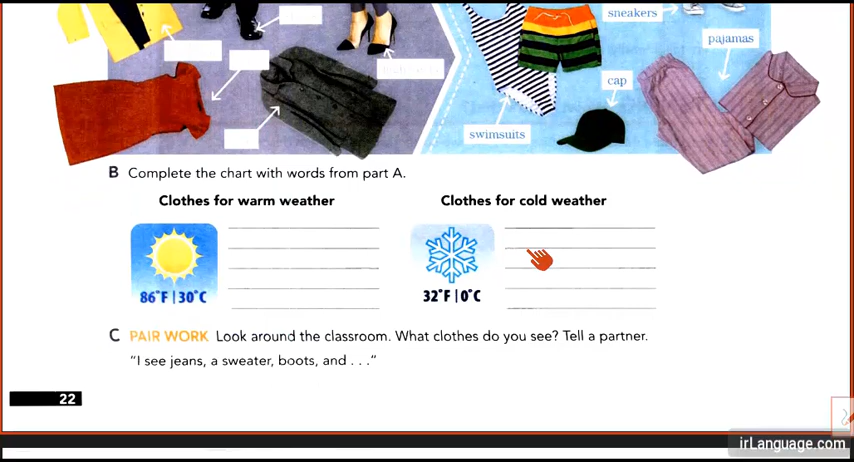 sneakers
pajamas
cap
swimsuits
B Complete the chart with words from part A.
Clothes for warm weather
Clothes for cold weather
86°F | 30°C
32°F | 0°C
C PAIR WORK Look around the classroom. What clothes do you see? Tell a partner.
“I see jeans, a sweater, boots, and . . .”
22
irLanguage.com